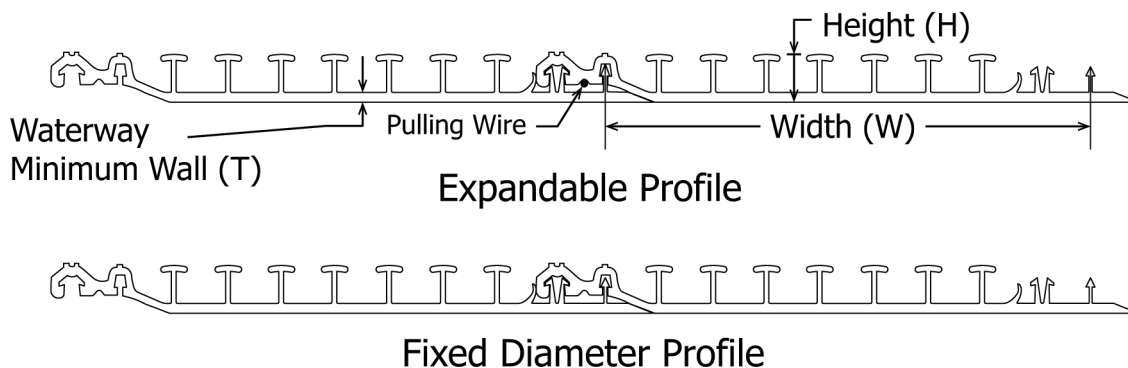 Height (H)
Waterway
Minimum Wall (T)
Pulling Wire
Width (W)
Expandable Profile
Fixed Diameter Profile